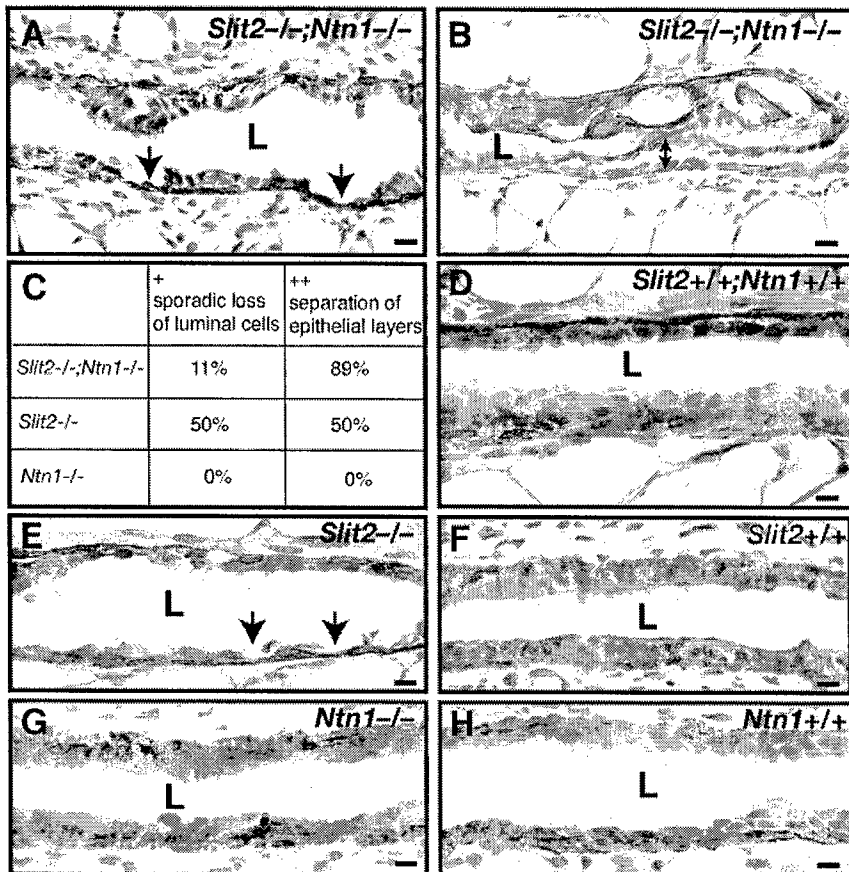 A
Slit2–/–;Ntn1–/–
L
B
Slit2–/–;Ntn1–/–
L
C
+
sporadic loss
of luminal cells
++
separation of
epithelial layers
Slit2-/-;Ntn1-/-
11%
89%
Slit2-/-
50%
50%
Ntn1-/-
0%
0%
D
Slit2+/+;Ntn1+/+
L
E
Slit2–/–
L
F
Slit2+/+
L
G
Ntn1–/–
L
H
Ntn1+/+
L